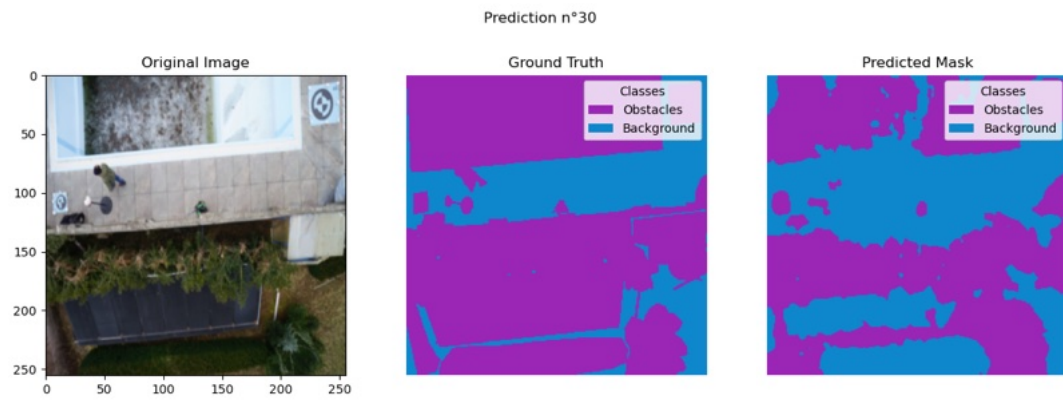 Prediction n°30
Original Image
Ground Truth
Predicted Mask
0
50
100
150
200
250
0 50 100 150 200 250
Classes
Obstacles
Background
Classes
Obstacles
Background